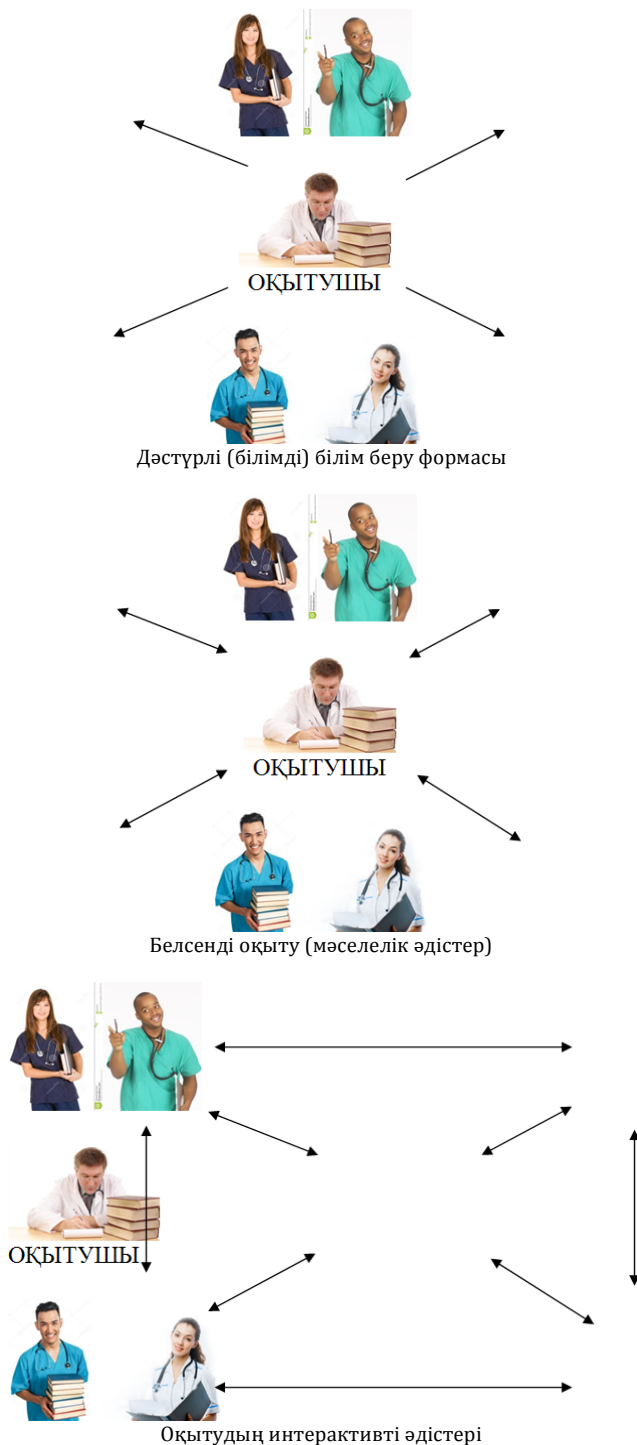 ОҚЫТУШЫ
Дәстүрлі (білімді) білім беру формасы
ОҚЫТУШЫ
Белсенді оқыту (мәселелік әдістер)
ОҚЫТУШЫ
Оқытудың интерактивті әдістері